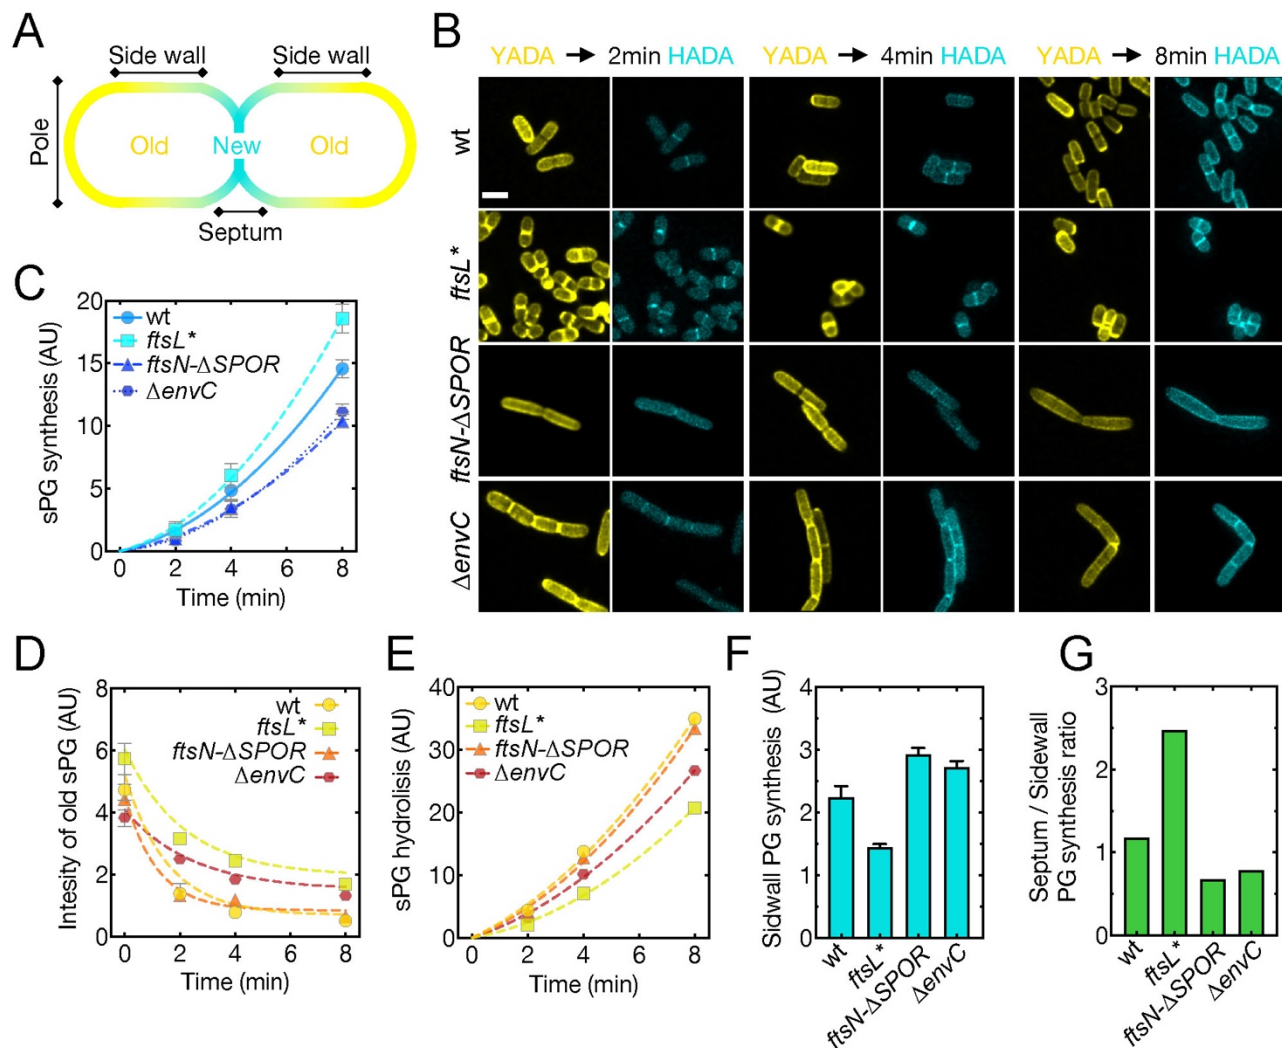 A
Side wall
Side wall
Pole
Old
New
Old
Septum
B
YADA → 2min HADA
YADA → 4min HADA
YADA → 8min HADA
wt
ftsL*
ftsN-ΔSPOR
ΔenvC
C
sPG synthesis (AU)
20
15
10
5
0
wt
ftsL*
ftsN-ΔSPOR
ΔenvC
0 2 4 6 8
Time (min)
D
Intesity of old sPG (AU)
8
6
4
2
0
wt
ftsL*
ftsN-ΔSPOR
ΔenvC
0 2 4 6 8
Time (min)
E
sPG hydrolisis (AU)
40
30
20
10
0
wt
ftsL*
ftsN-ΔSPOR
ΔenvC
0 2 4 6 8
Time (min)
F
Sidwall PG synthesis (AU)
4
3
2
1
0
wt
ftsL*
ftsN-ΔSPOR
ΔenvC
G
Septum / Sidewall
PG synthesis ratio
3
2
1
0
wt
ftsL*
ftsN-ΔSPOR
ΔenvC